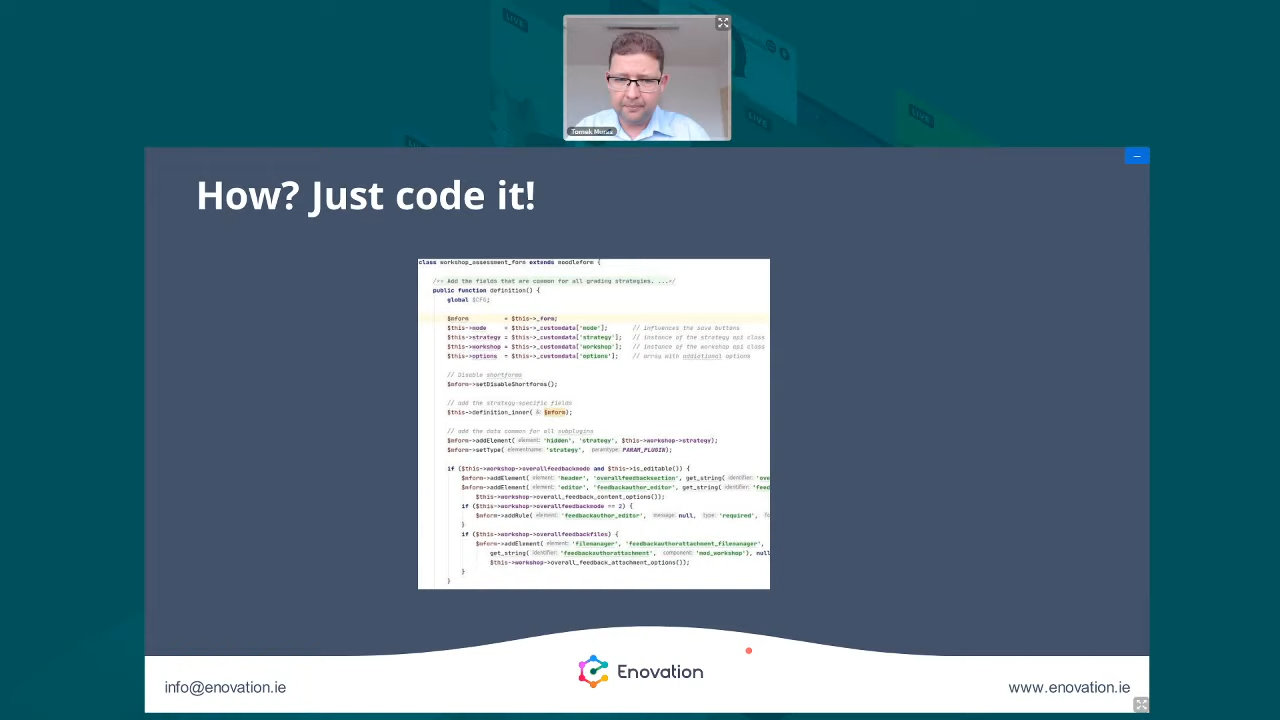 LIVE
LIVE
LIVE
LIVE
Tomek Muras
How? Just code it!
class workshop_assessment_form extends moodleform {
/** Add the fields that are common for all grading strategies. ...*/
public function definition() {
global $CFG;
$mform = $this->_form;
$this->mode = $this->_customdata['mode']; // influences the save buttons
$this->strategy = $this->_customdata['strategy']; // instance of the strategy api class
$this->workshop = $this->_customdata['workshop']; // instance of the workshop api class
$this->options = $this->_customdata['options']; // array with addiotional options
// Disable shortforms
$mform->setDisableShortforms();
// add the strategy-specific fields
$this->definition_inner( &: $mform);
// add the data common for all subplugins
$mform->addElement( element: 'hidden', 'strategy', $this->workshop->strategy);
$mform->setType( elementname: 'strategy', paramtype: PARAM_PLUGIN);
if ($this->workshop->overallfeedbackmode and $this->is_editable()) {
$mform->addElement( element: 'header', 'overallfeedbacksection', get_string( identifier: 'ove
$mform->addElement( element: 'editor', 'feedbackauthor_editor', get_string( identifier: 'feed
$this->workshop->overall_feedback_content_options());
if ($this->workshop->overallfeedbackmode == 2) {
$mform->addRule( element: 'feedbackauthor_editor', message: null, type: 'required', fo
}
if ($this->workshop->overallfeedbackfiles) {
$mform->addElement( element: 'filemanager', 'feedbackauthorattachment_filemanager',
get_string( identifier: 'feedbackauthorattachment', component: 'mod_workshop'), null
$this->workshop->overall_feedback_attachment_options());
}
}
Enovation
info@enovation.ie
www.enovation.ie